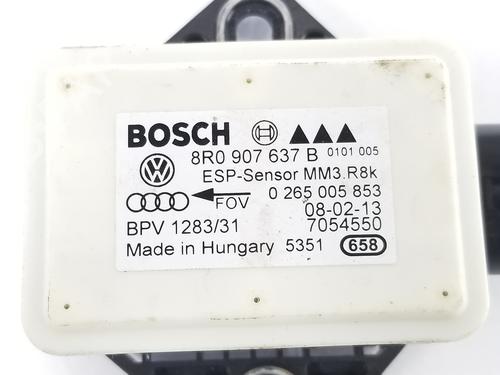 BOSCH
8R0 907 637 B 0101 005
ESP-Sensor MM3.R8k
FOV 0 265 005 853
08-02-13
BPV 1283/31 7054550
Made in Hungary 5351 658